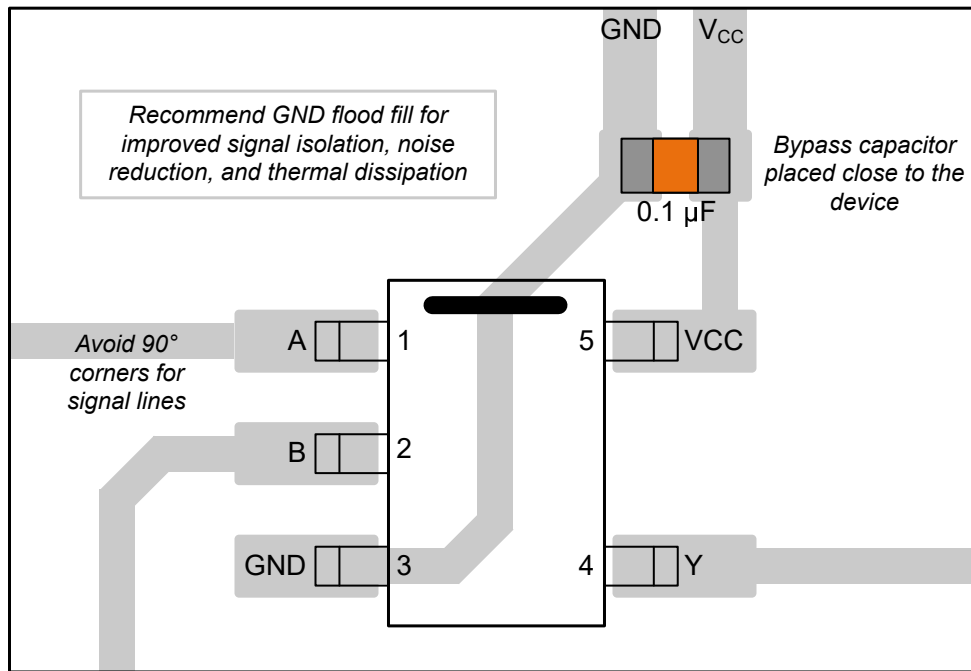 GND
V_CC
Recommend GND flood fill for
improved signal isolation, noise
reduction, and thermal dissipation
Bypass capacitor
placed close to the
device
0.1 µF
A
1
5
VCC
Avoid 90°
corners for
signal lines
B
2
GND
3
4
Y